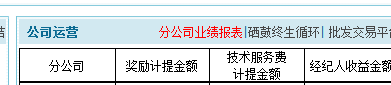 公司运营 分公司业绩报表|硒鼓终生循环| 批发交易平台
分公司 奖励计提金额 技术服务费 计提金额 经纪人收益金额